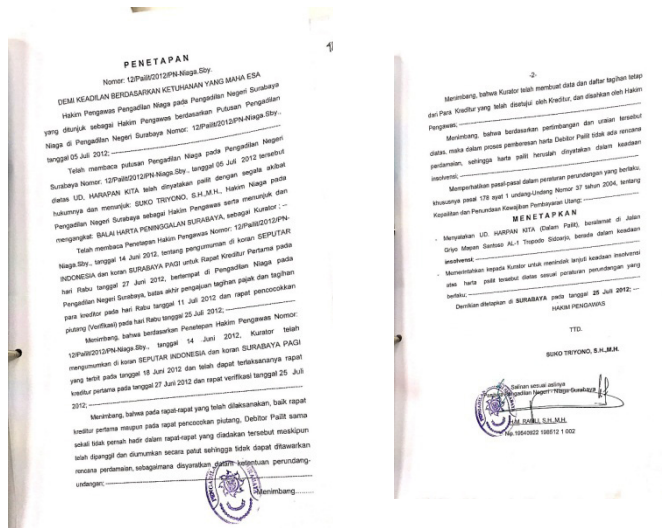 PENETAPAN
Nomor: 12/Pailit/2012/PN-Niaga.Sby.
DEMI KEADILAN BERDASARKAN KETUHANAN YANG MAHA ESA
Hakim Pengawas Pengadilan Niaga pada Pengadilan Negeri Surabaya
yang ditunjuk sebagai Hakim Pengawas berdasarkan Putusan Pengadilan
Niaga di Pengadilan Negeri Surabaya Nomor: 12/Pailit/2012/PN-Niaga.Sby.,
tanggal 05 Juli 2012;
Telah membaca putusan Pengadilan Niaga pada Pengadilan Negeri
Surabaya Nomor. 12/Pailit/2012/PN-Niaga.Sby., tanggal 05 Juli 2012 tersebut
diatas UD. HARAPAN KITA telah dinyatakan pailit dengan segala akibat
hukumnya dan menunjuk: SUKO TRIYONO, S.H.,M.H., Hakim Niaga pada
Pengadilan Negeri Surabaya sebagai Hakim Pengawas serta menunjuk dan
mengangkat: BALAI HARTA PENINGGALAN SURABAYA, sebagai Kurator ; --
Telah membaca Penetapan Hakim Pengawas Nomor: 12/Pailit/2012/PN-
Niaga.Sby., tanggal 14 Juni 2012, tentang pengumuman di koran SEPUTAR
INDONESIA dan koran SURABAYA PAGI untuk Rapat Kreditur Pertama pada
hari Rabu tanggal 27 Juni 2012, bertempat di Pengadilan Niaga pada
Pengadilan Negeri Surabaya, batas akhir pengajuan tagihan pajak dan tagihan
para kreditor pada hari Rabu tanggal 11 Juli 2012 dan rapat pencocokkan
piutang (Verifikasi) pada hari Rabu tanggal 25 Juli 2012;
Menimbang, bahwa berdasarkan Penetepan Hakim Pengawas Nomor:
12/Pailit/2012/PN-Niaga.Sby., tanggal 14 Juni 2012, Kurator telah
mengumumkan di koran SEPUTAR INDONESIA dan koran SURABAYA PAGI
yang terbit pada tanggal 18 Juni 2012 dan telah dapat terlaksananya rapat
kreditur pertama pada tanggal 27 Juni 2012 dan rapat verifikasi tanggal 25 Juli
2012;
Menimbang, bahwa pada rapat-rapat yang telah dilaksanakan, baik rapat
kreditur pertama maupun pada rapat pencocokan piutang, Debitor Pailit sama
sekali tidak pernah hadir dalam rapat-rapat yang diadakan tersebut meskipun
telah dipanggil dan diumumkan secara patut sehingga tidak dapat ditawarkan
rencana perdamaian, sebagaimana disyaratkan dalam ketentuan perundang-
undangan;
Menimbang.........
-2-
Menimbang, bahwa Kurator telah membuat data dan daftar tagihan tetap
dari Para Kreditur yang telah disetujui oleh Kreditur, dan disahkan oleh Hakim
Pengawas;
Menimbang, bahwa berdasarkan pertimbangan dan uraian tersebut
diatas, maka dalam proses pemberesan harta Debitor Pailit tidak ada rencana
perdamaian, sehingga harta pailit haruslah dinyatakan dalam keadaan
insolvensi;
Memperhatikan pasal-pasal dalam peraturan perundangan yang berlaku,
khususnya pasal 178 ayat 1 undang-Undang Nomor 37 tahun 2004, tentang
Kepailitan dan Penundaan Kewajiban Pembayaran Utang;
MENETAPKAN
- Menyatakan UD. HARPAN KITA (Dalam Pailit), beralamat di Jalan
Griyo Mapan Santoso AL-1 Tropodo Sidoarjo, berada dalam keadaan
insolvensi;
- Memerintahkan kepada Kurator untuk menindak lanjuti keadaan insolvensi
atas harta pailit tersebut diatas sesuai peraturan perundangan yang
berlaku;
Demikian ditetapkan di SURABAYA pada tanggal 25 Juli 2012; --
HAKIM PENGAWAS
TTD.
SUKO TRIYONO, S.H.,M.H.
Salinan sesuai aslinya
Pengadilan Negeri - Niaga Surabaya
S.H.,M.H.